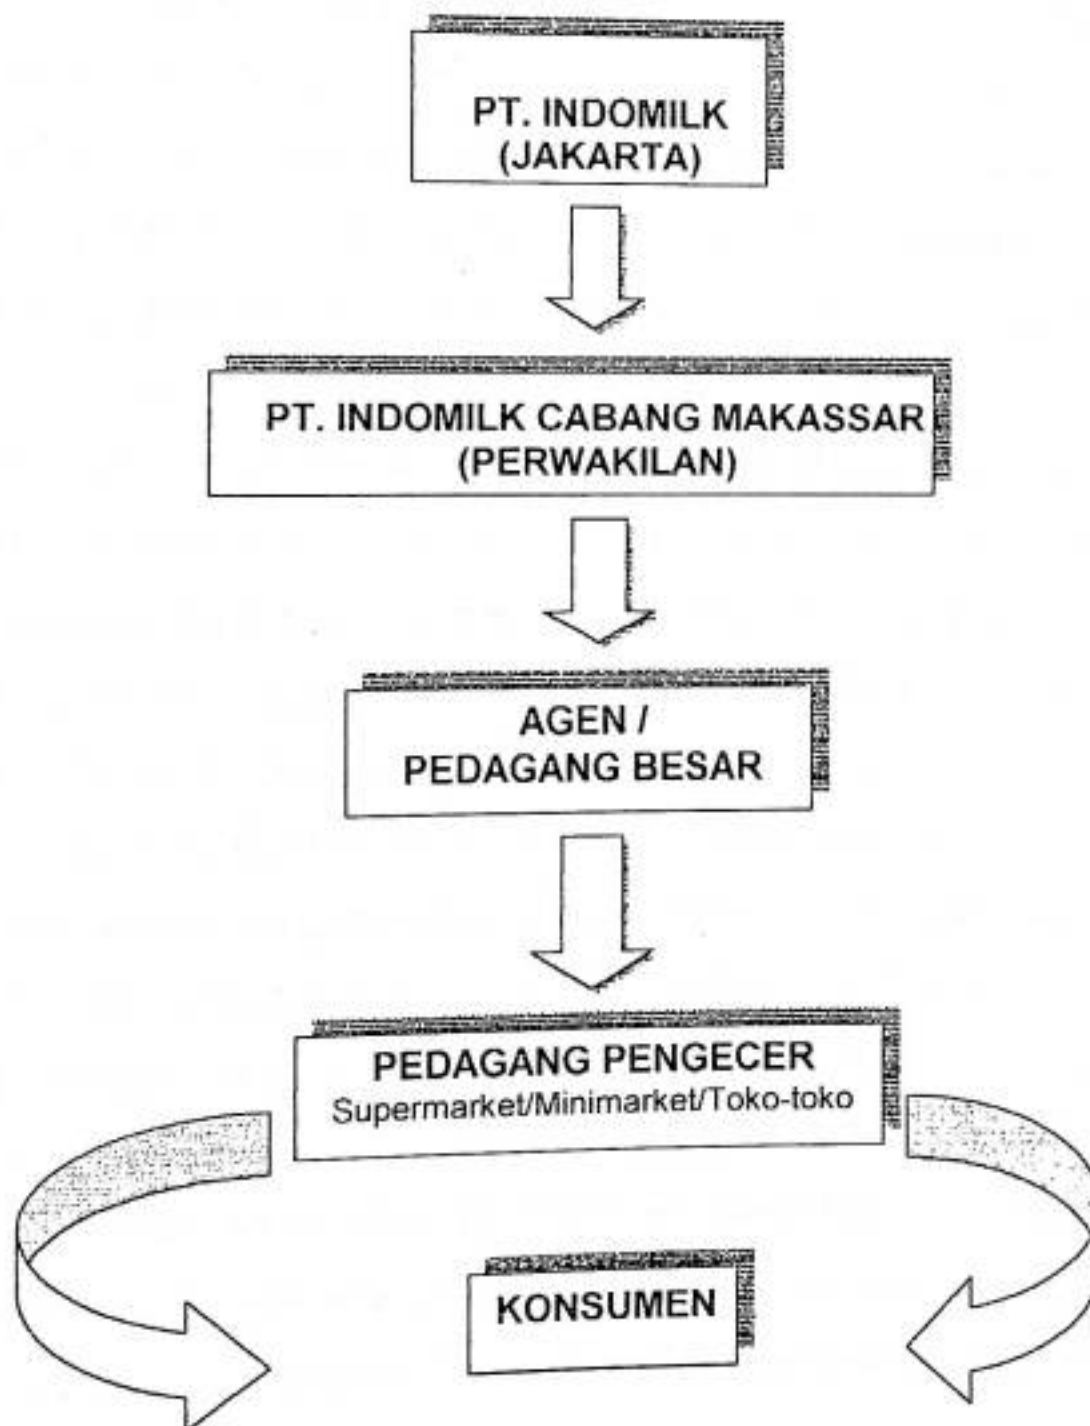 PT. INDOMILK
(JAKARTA)
PT. INDOMILK CABANG MAKASSAR
(PERWAKILAN)
AGEN /
PEDAGANG BESAR
PEDAGANG PENGECER
Supermarket/Minimarket/Toko-toko
KONSUMEN